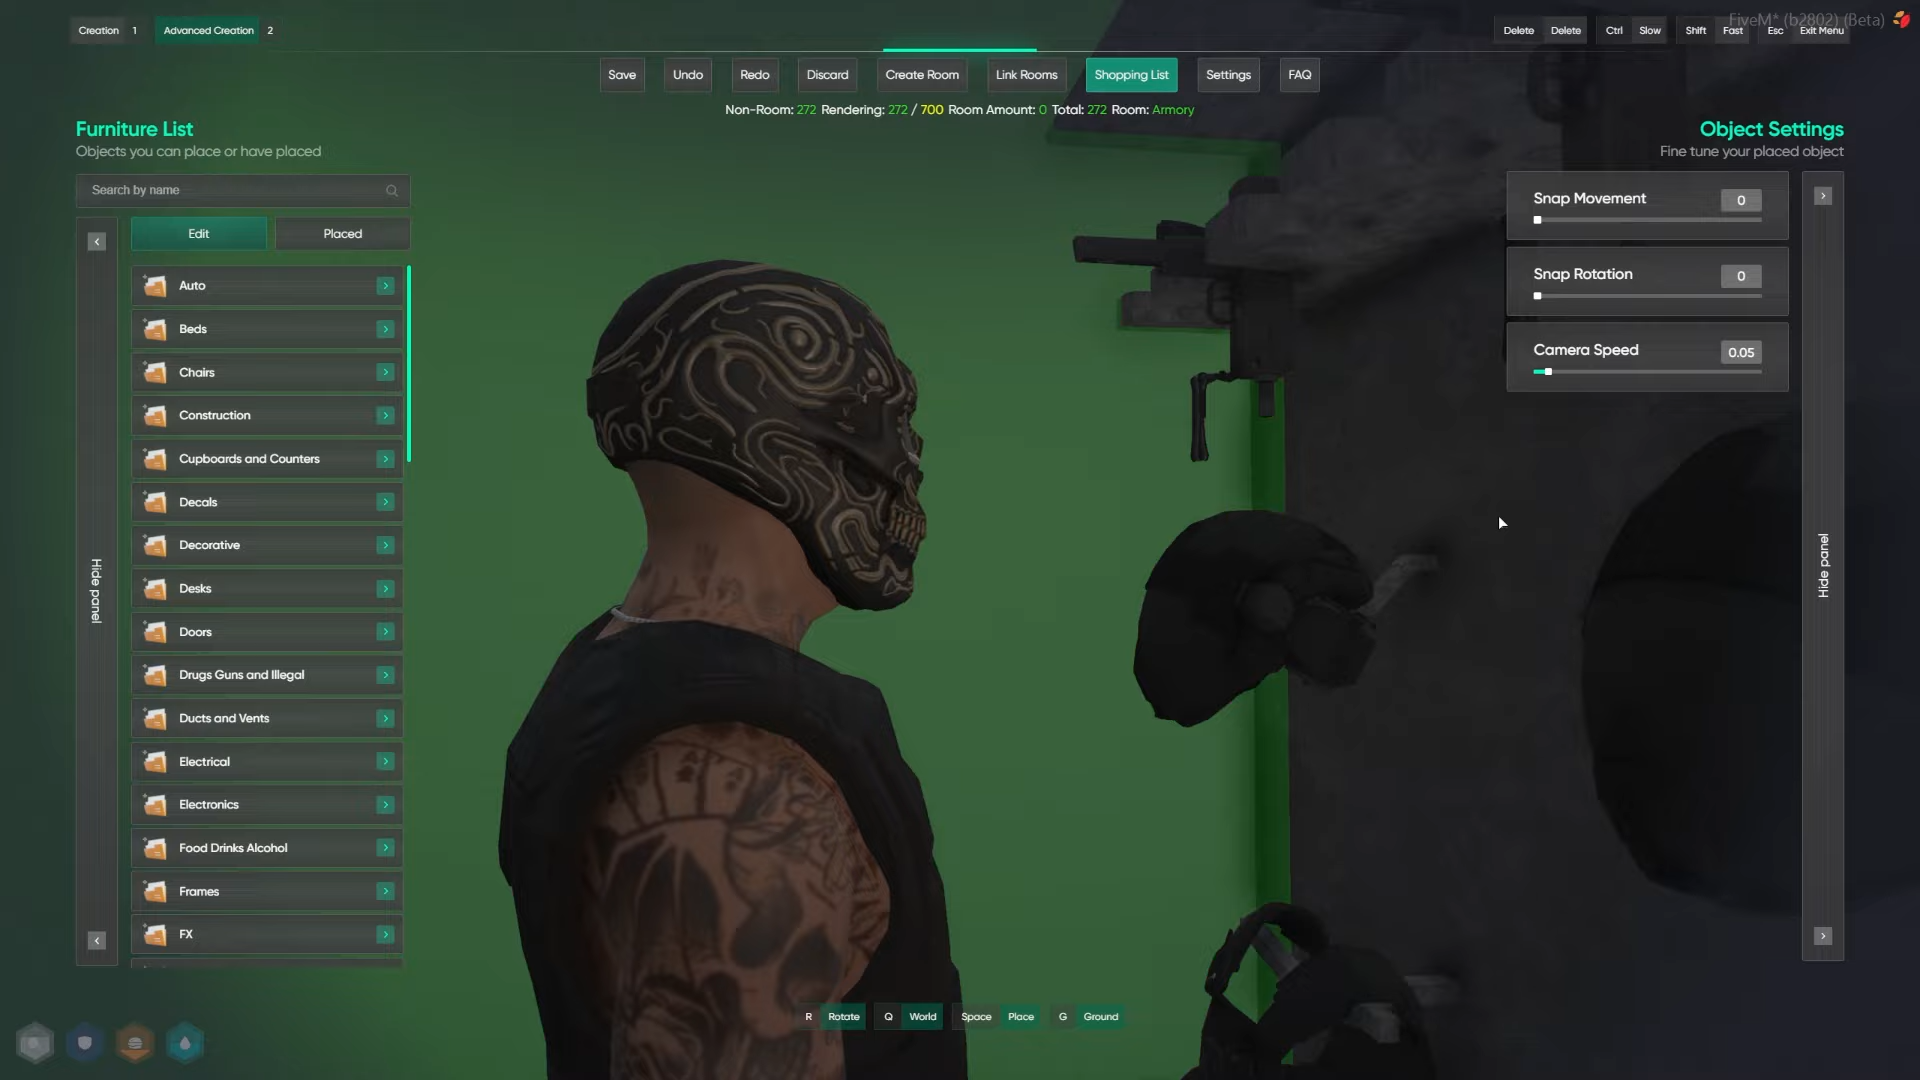 Creation 1 Advanced Creation 2
FiveM* (b2802) (Beta)
Delete Delete Ctrl Slow Shift Fast Esc Exit Menu
Save Undo Redo Discard Create Room Link Rooms Shopping List Settings FAQ
Non-Room: 272 Rendering: 272 / 700 Room Amount: 0 Total: 272 Room: Armory
Furniture List
Objects you can place or have placed
Search by name
Edit Placed
Auto
Beds
Chairs
Construction
Cupboards and Counters
Decals
Decorative
Desks
Doors
Drugs Guns and Illegal
Ducts and Vents
Electrical
Electronics
Food Drinks Alcohol
Frames
FX
Hide panel
Object Settings
Fine tune your placed object
Snap Movement 0
Snap Rotation 0
Camera Speed 0.05
Hide panel
R Rotate Q World Space Place G Ground